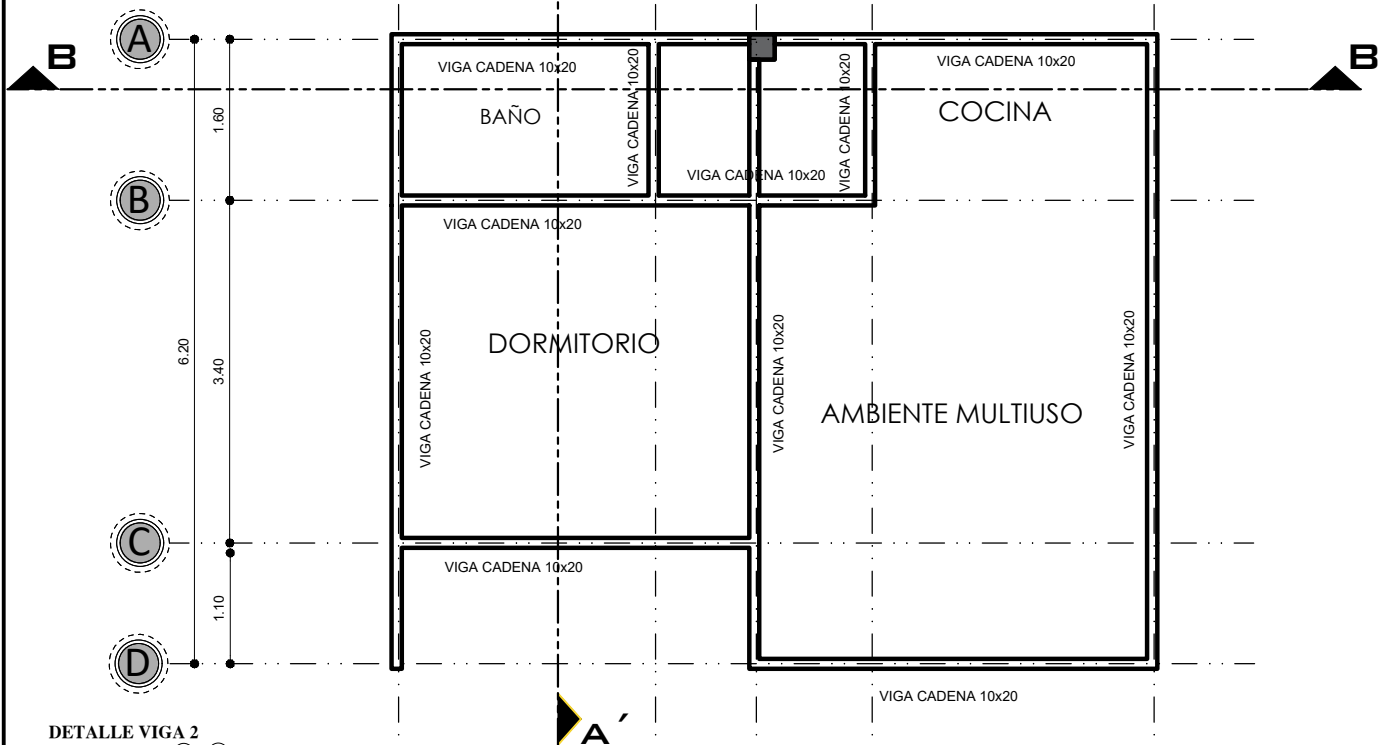 A
B
B
VIGA CADENA 10x20
VIGA CADENA 10x20
VIGA CADENA 10x20
VIGA CADENA 10x20
BAÑO
COCINA
1.60
VIGA CADENA 10x20
B
VIGA CADENA 10x20
DORMITORIO
6.20
3.40
VIGA CADENA 10x20
VIGA CADENA 10x20
VIGA CADENA 10x20
AMBIENTE MULTIUSO
C
VIGA CADENA 10x20
1.10
D
VIGA CADENA 10x20
DETALLE VIGA 2
A´